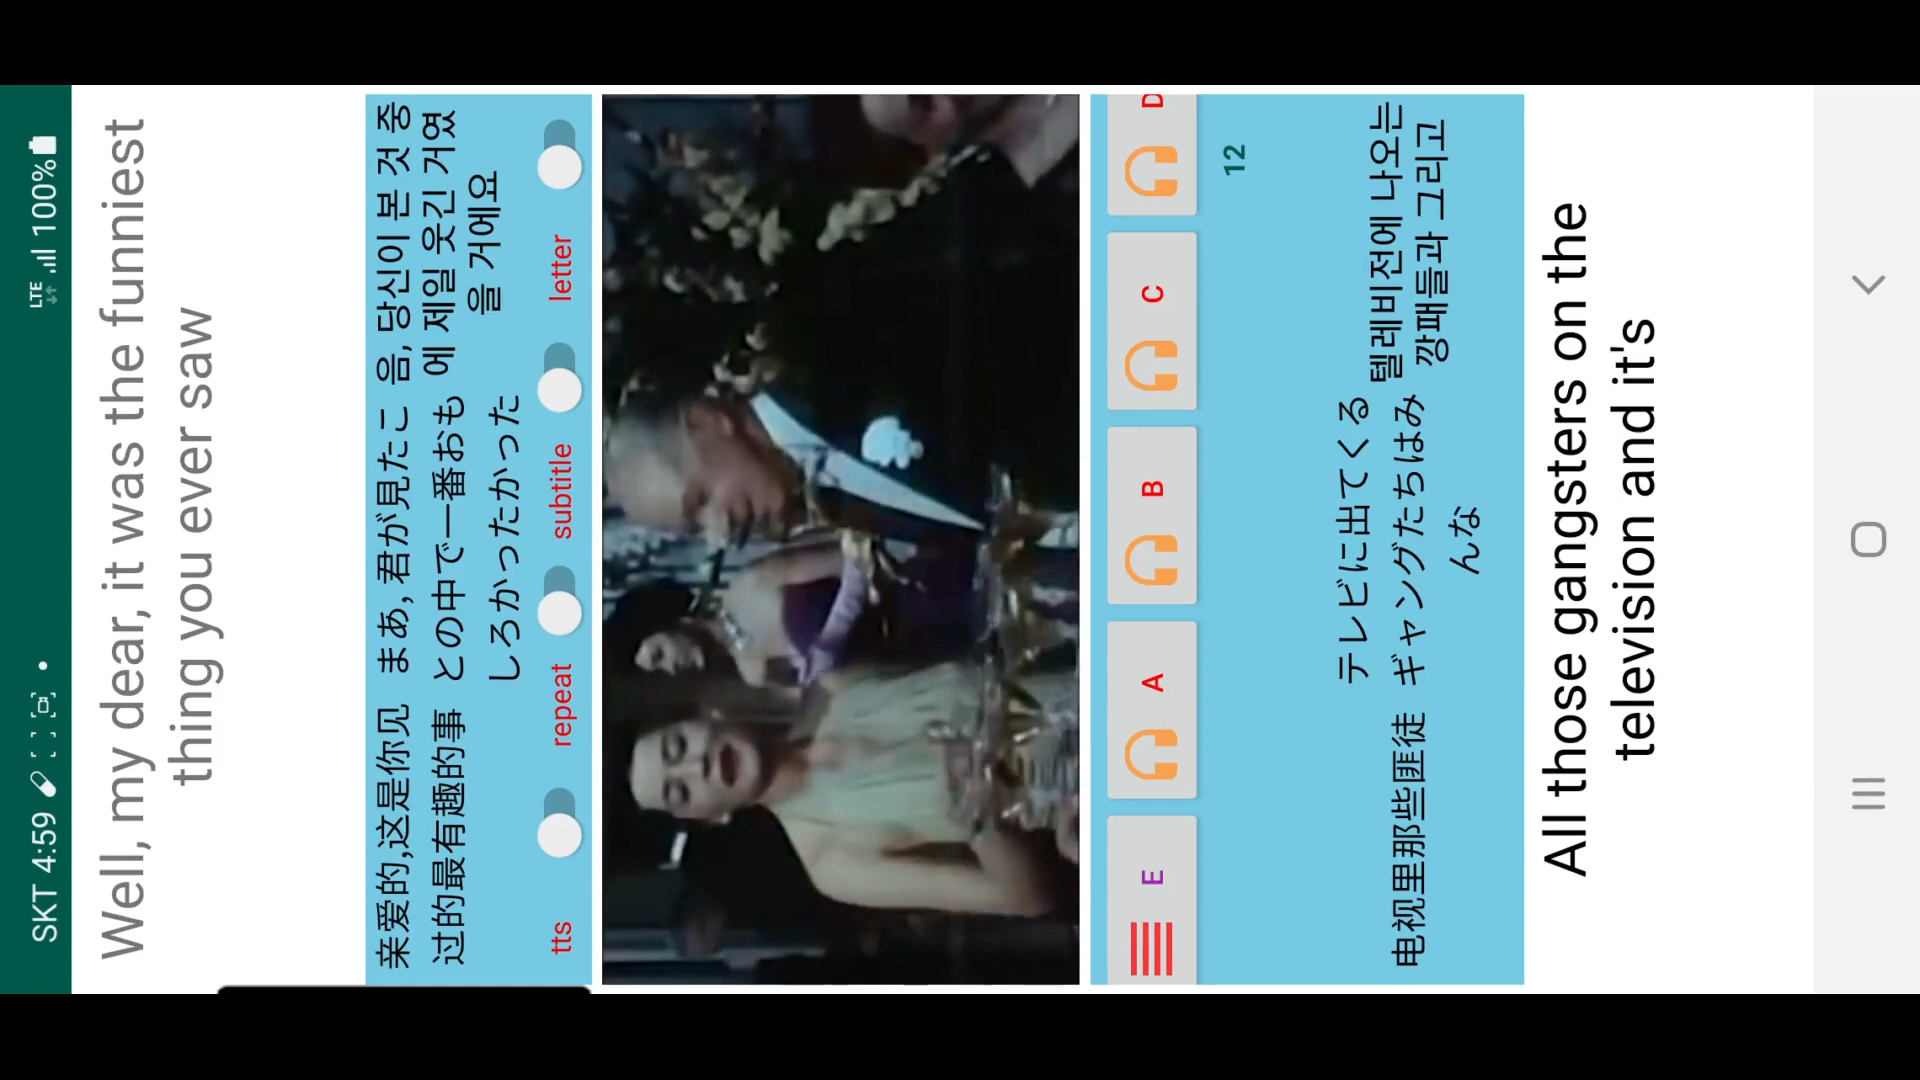 SKT 4:59 LTE 100%
Well, my dear, it was the funniest
thing you ever saw
亲爱的,这是你见
过的最有趣的事
まあ, 君が見たこ
との中で一番おも
しろかったかった
음, 당신이 본 것 중
에 제일 웃긴 거였
을 거에요
tts repeat subtitle letter
E A B C D
12
电视里那些匪徒
テレビに出てくる
ギャングたちはみ
んな
텔레비전에 나오는
깡패들과 그리고
All those gangsters on the
television and it's